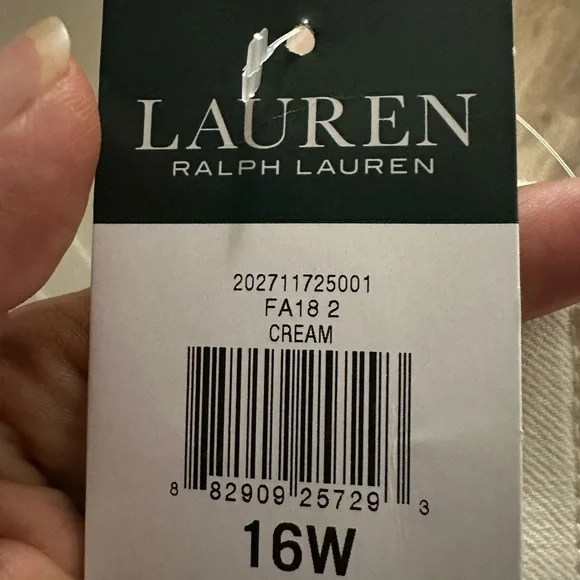 LAUREN
RALPH LAUREN
202711725001
FA18 2
CREAM
8 82909 25729 3
16W